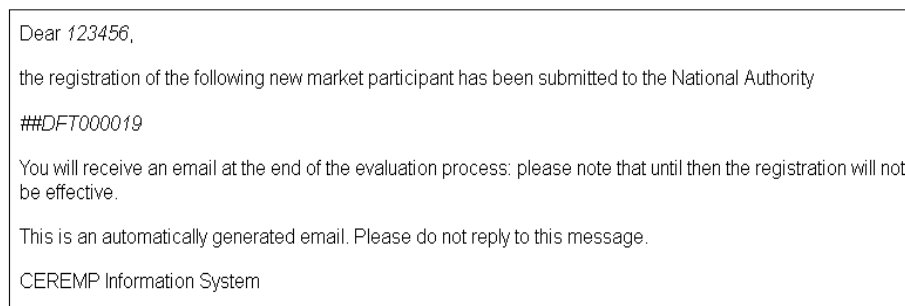 Dear 123456,
the registration of the following new market participant has been submitted to the National Authority
##DFT000019
You will receive an email at the end of the evaluation process: please note that until then the registration will not
be effective.
This is an automatically generated email. Please do not reply to this message.
CEREMP Information System